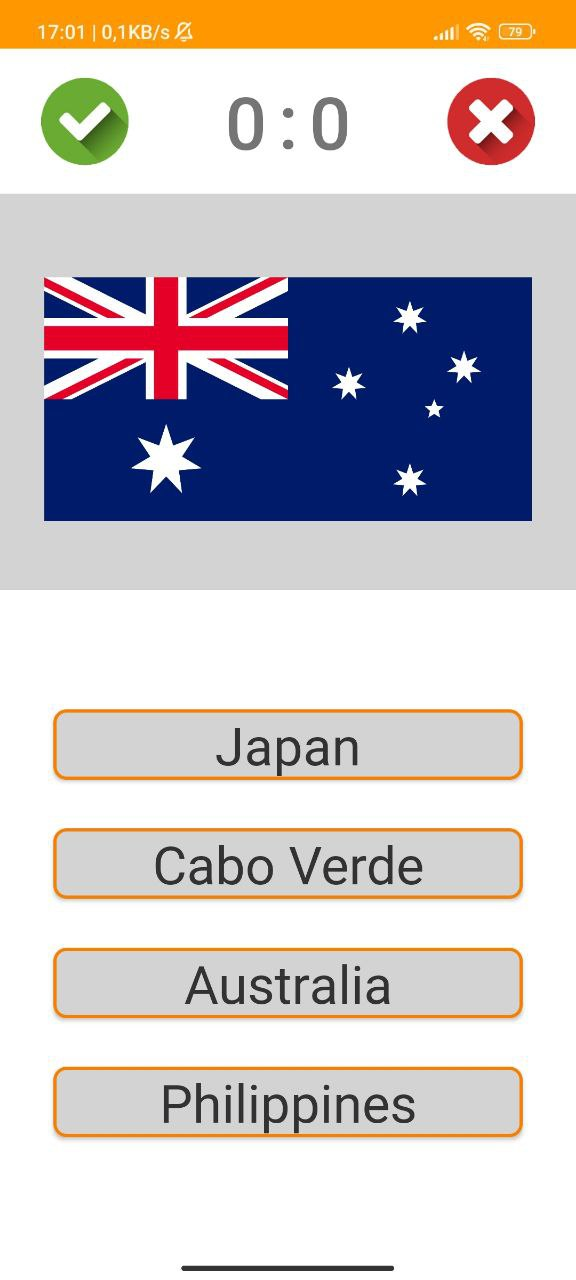 17:01 | 0,1KB/s
79
0 : 0
Japan
Cabo Verde
Australia
Philippines